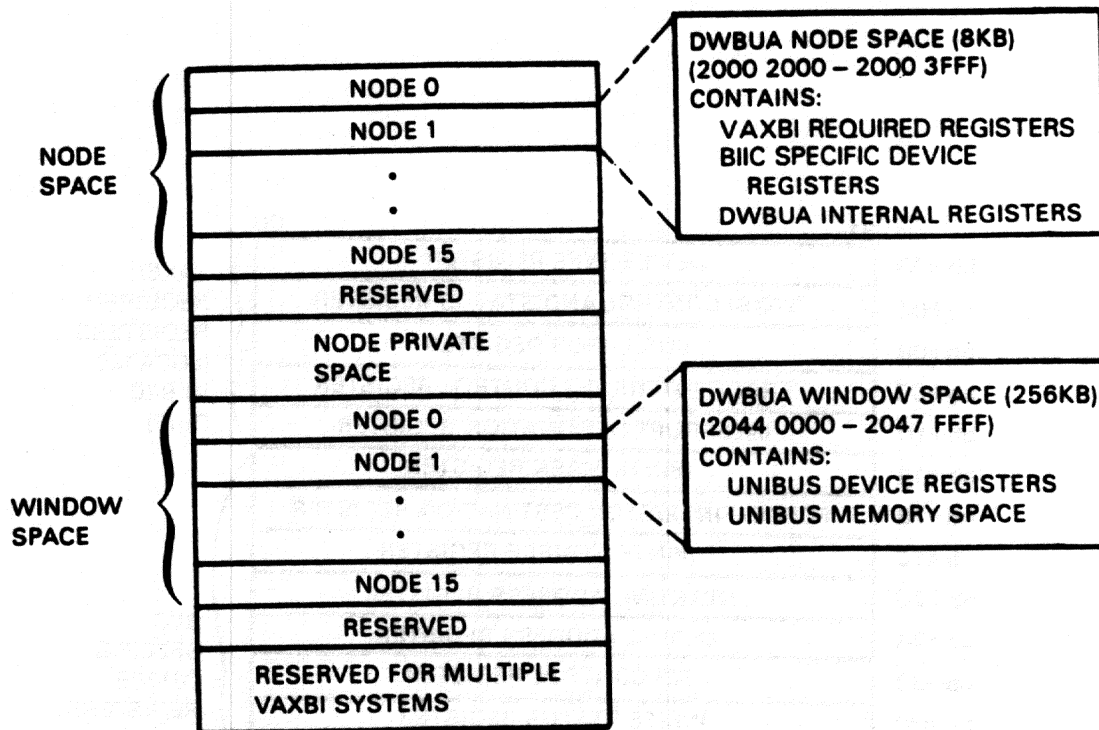 NODE SPACE
NODE 0
NODE 1
NODE 15
RESERVED
NODE PRIVATE
SPACE
WINDOW SPACE
NODE 0
NODE 1
NODE 15
RESERVED
RESERVED FOR MULTIPLE
VAXBI SYSTEMS
DWBUA NODE SPACE (8KB)
(2000 2000 – 2000 3FFF)
CONTAINS:
VAXBI REQUIRED REGISTERS
BIIC SPECIFIC DEVICE
REGISTERS
DWBUA INTERNAL REGISTERS
DWBUA WINDOW SPACE (256KB)
(2044 0000 – 2047 FFFF)
CONTAINS:
UNIBUS DEVICE REGISTERS
UNIBUS MEMORY SPACE